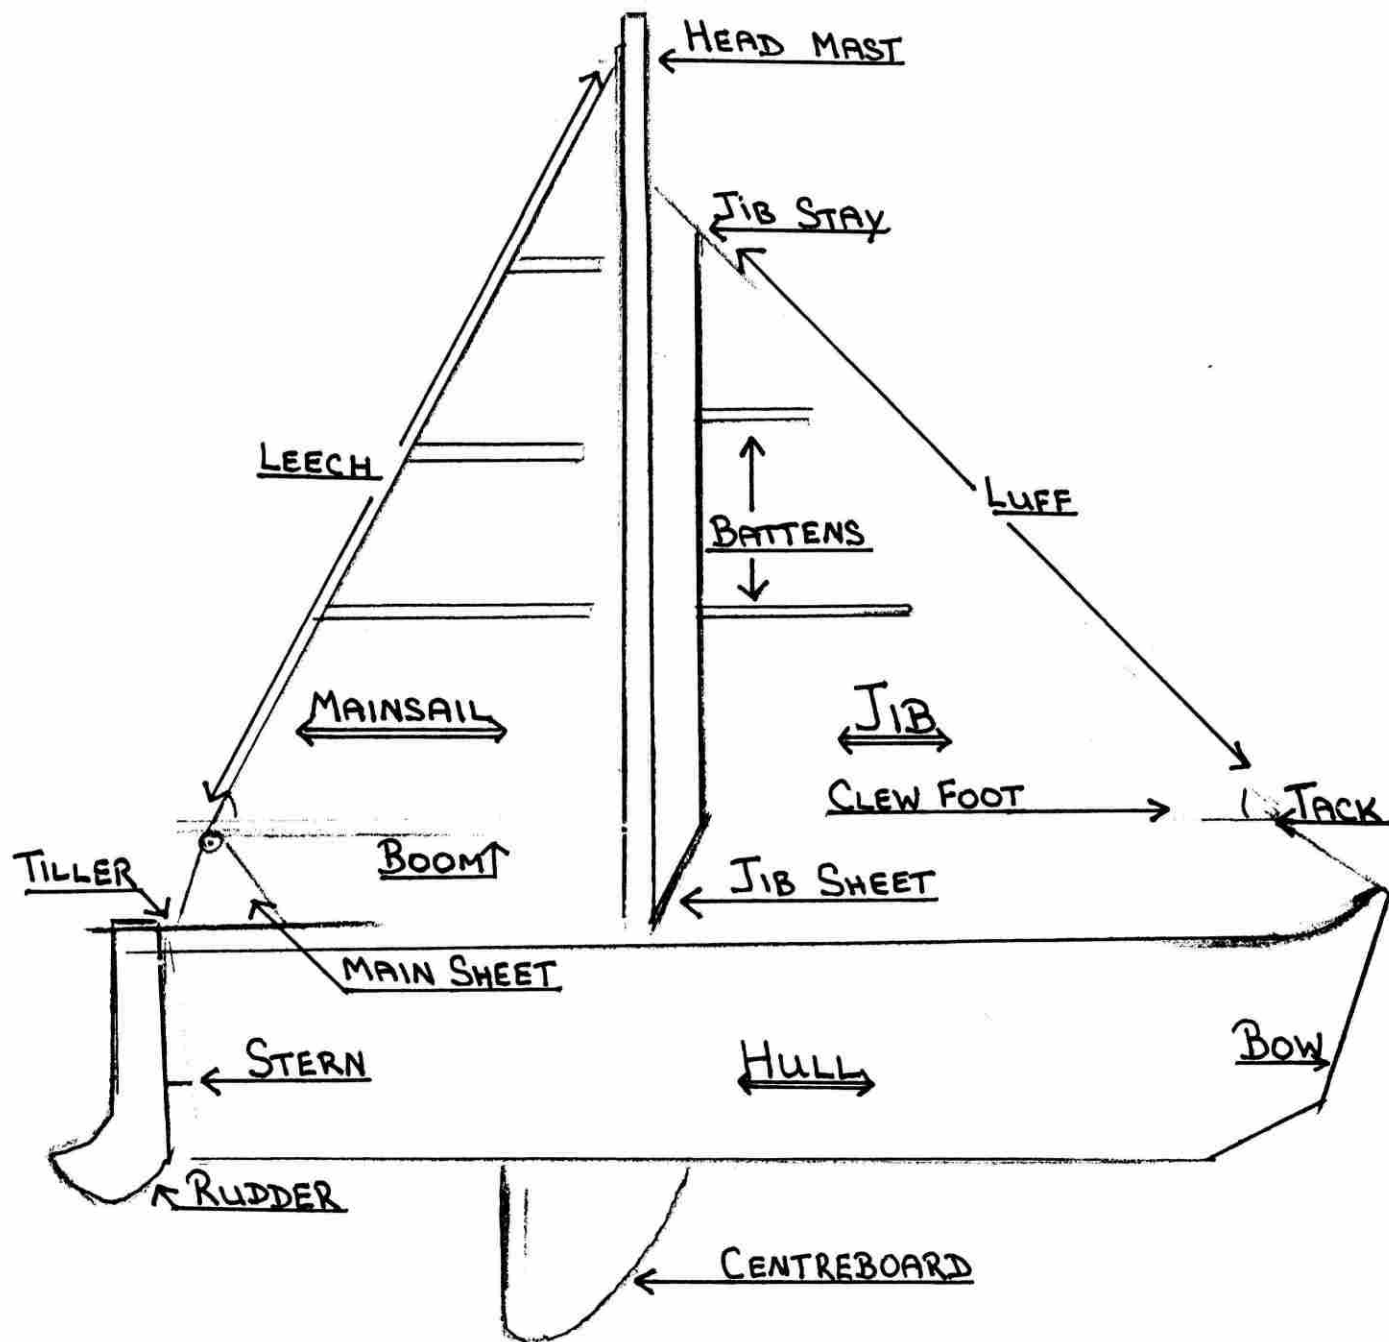 HEAD MAST
JIB STAY
LEECH
LUFF
BATTENS
MAINSAIL
JIB
CLEW FOOT
TACK
BOOM
TILLER
JIB SHEET
MAIN SHEET
STERN
HULL
BOW
RUDDER
CENTREBOARD